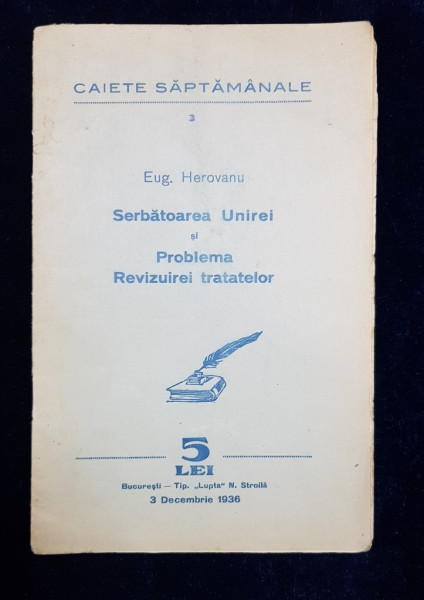 CAIETE SĂPTĂMÂNALE
3
Eug. Herovanu
Serbătoarea Unirei
și
Problema
Revizuirei tratatelor
5
LEI
București — Tip. „Lupta" N. Stroilă
3 Decembrie 1936